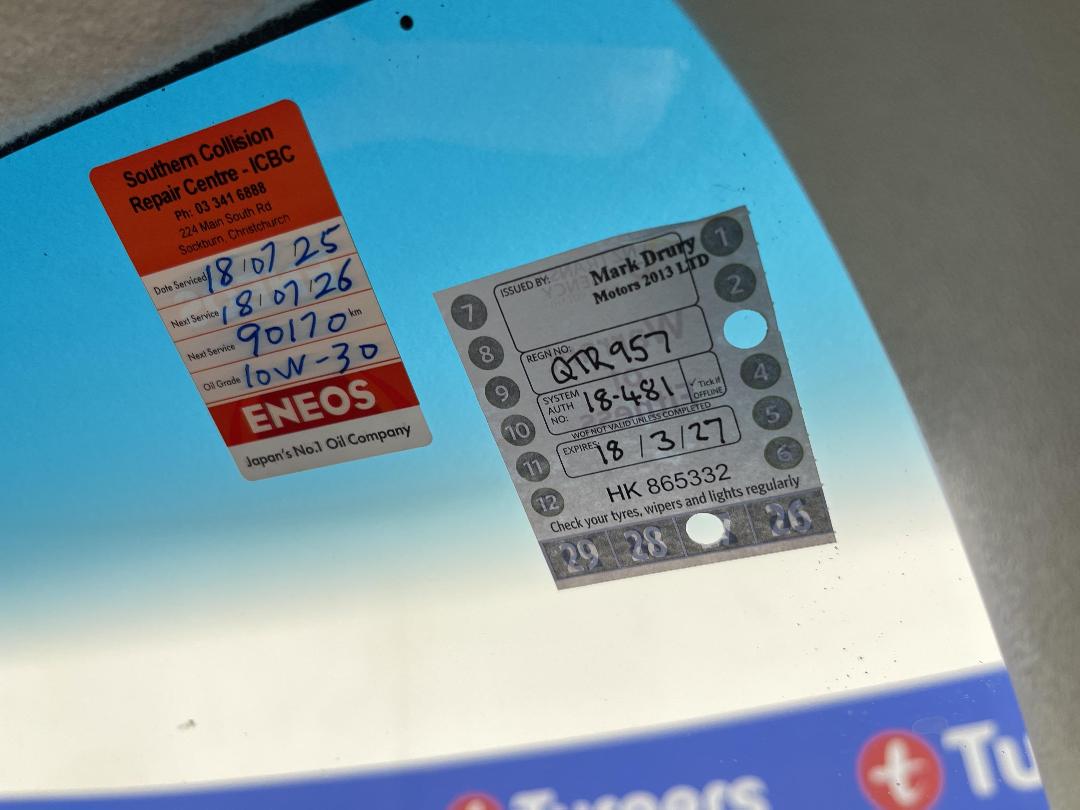 Southern Collision
Repair Centre - ICBC
Ph: 03 341 6888
224 Main South Rd
Sockburn, Christchurch
Date Serviced 18/07/25
Next Service 18/07/26
Next Service 90170 km
Oil Grade 10W-30
ENEOS
Japan's No.1 Oil Company
ISSUED BY: Mark Drury
Motors 2013 LTD
REGN NO: QTR957
SYSTEM AUTH NO: 18-481
✓ Tick if OFFLINE
WOF NOT VALID UNLESS COMPLETED
EXPIRES: 18/3/27
HK 865332
Check your tyres, wipers and lights regularly
7
8
9
10
11
12
1
2
4
5
6
29 28 26
Turners
Tu